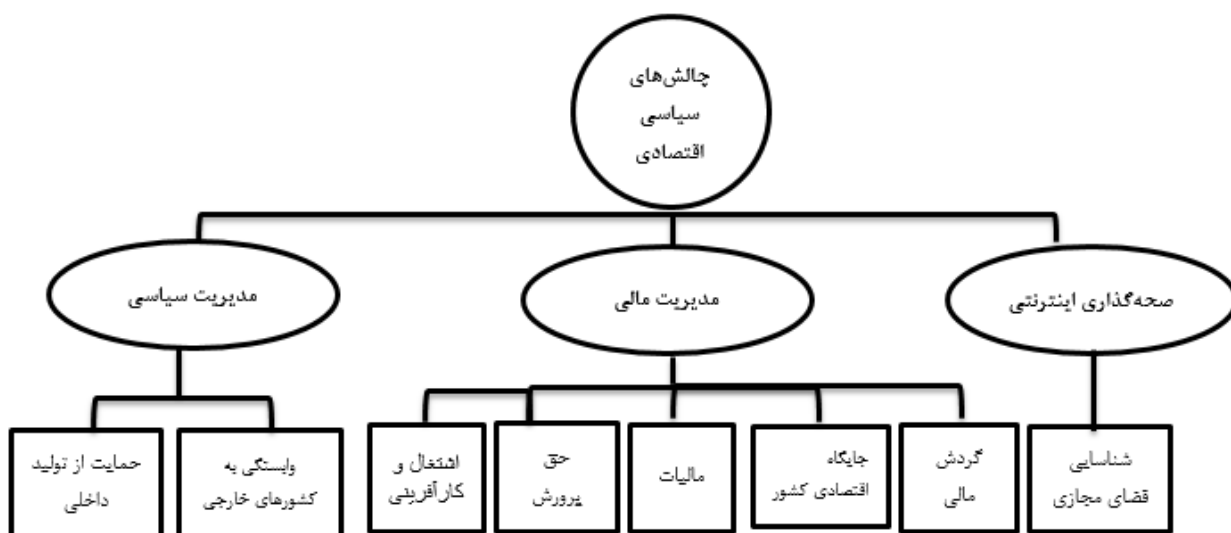 چالش‌های
سیاسی
اقتصادی
صحه‌گذاری اینترنتی
مدیریت مالی
مدیریت سیاسی
شناسایی
قضای مجازی
گردش
مالی
جایگاه
اقتصادی کشور
مالیات
حق
پرورش
اشتغال و
کارآفرینی
وابستگی به
کشورهای خارجی
حمایت از تولید
داخلی